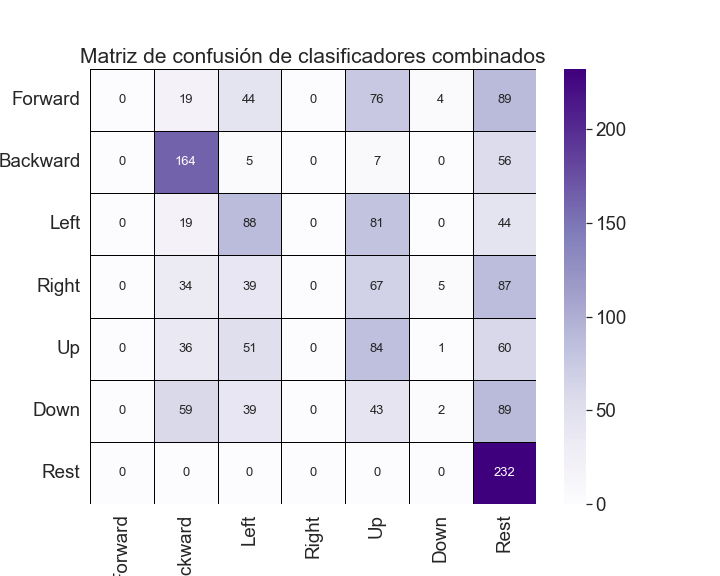 Matriz de confusión de clasificadores combinados
Forward 0 19 44 0 76 4 89
Backward 0 164 5 0 7 0 56
Left 0 19 88 0 81 0 44
Right 0 34 39 0 67 5 87
Up 0 36 51 0 84 1 60
Down 0 59 39 0 43 2 89
Rest 0 0 0 0 0 0 232
Forward ckward Left Right Up Down Rest
200
150
100
50
0